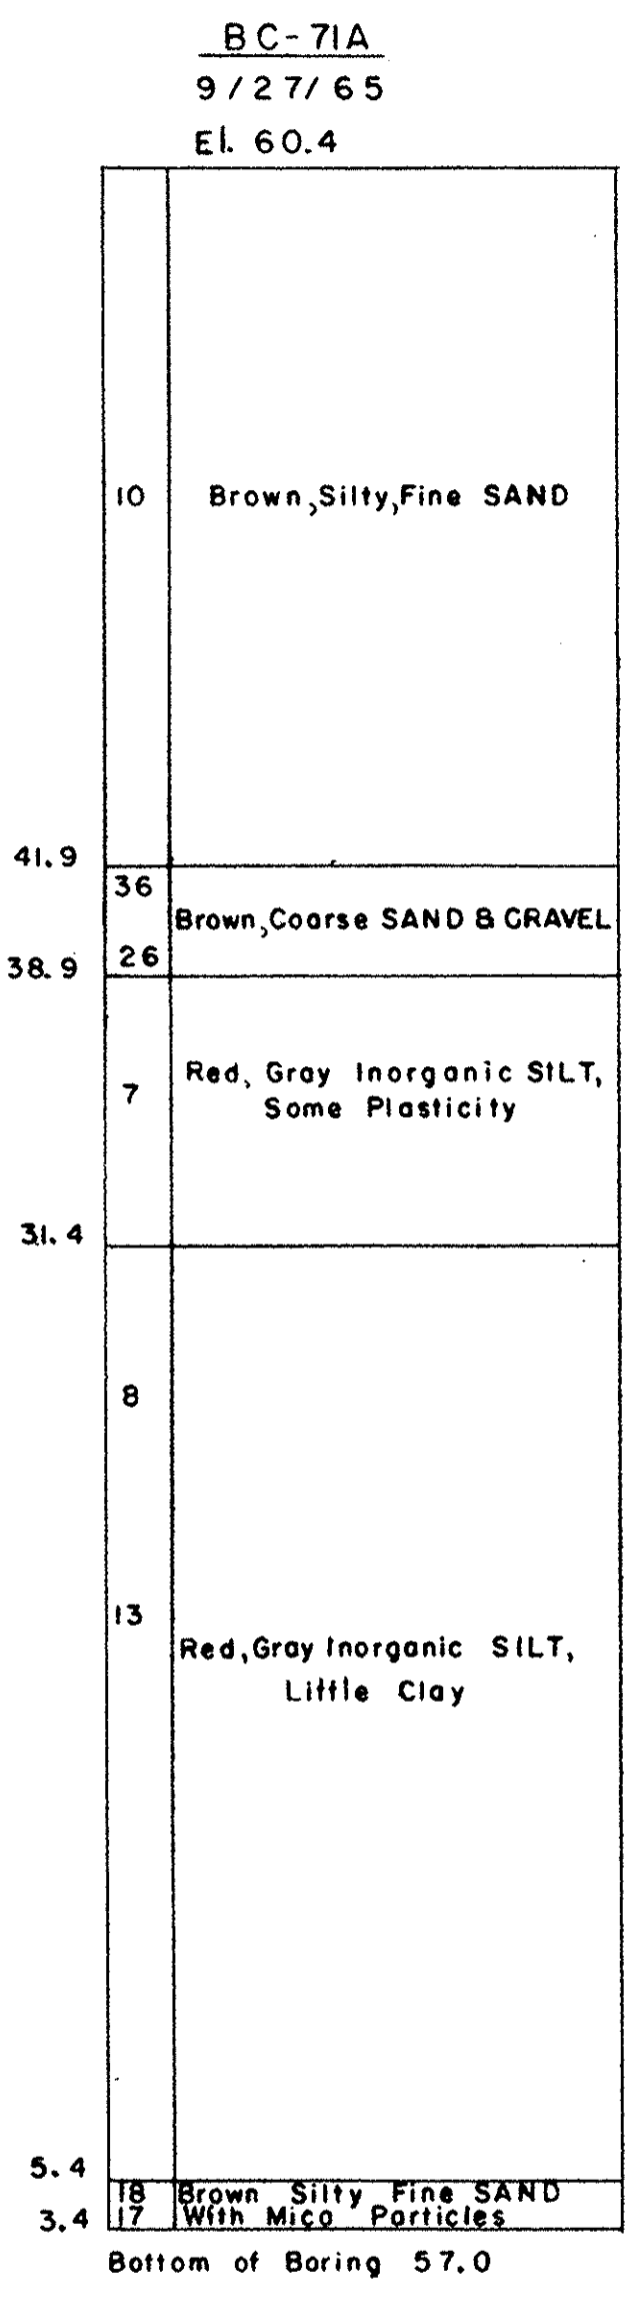 BC-71A
9/27/65
El. 60.4
10 Brown, Silty, Fine SAND
41.9
36
Brown, Coarse SAND & GRAVEL
26
38.9
Red, Gray Inorganic SILT,
7
Some Plasticity
31.4
8
13
Red, Gray Inorganic SILT,
Little Clay
5.4
18 Brown Silty Fine SAND
3.4 17 With Mica Particles
Bottom of Boring 57.0